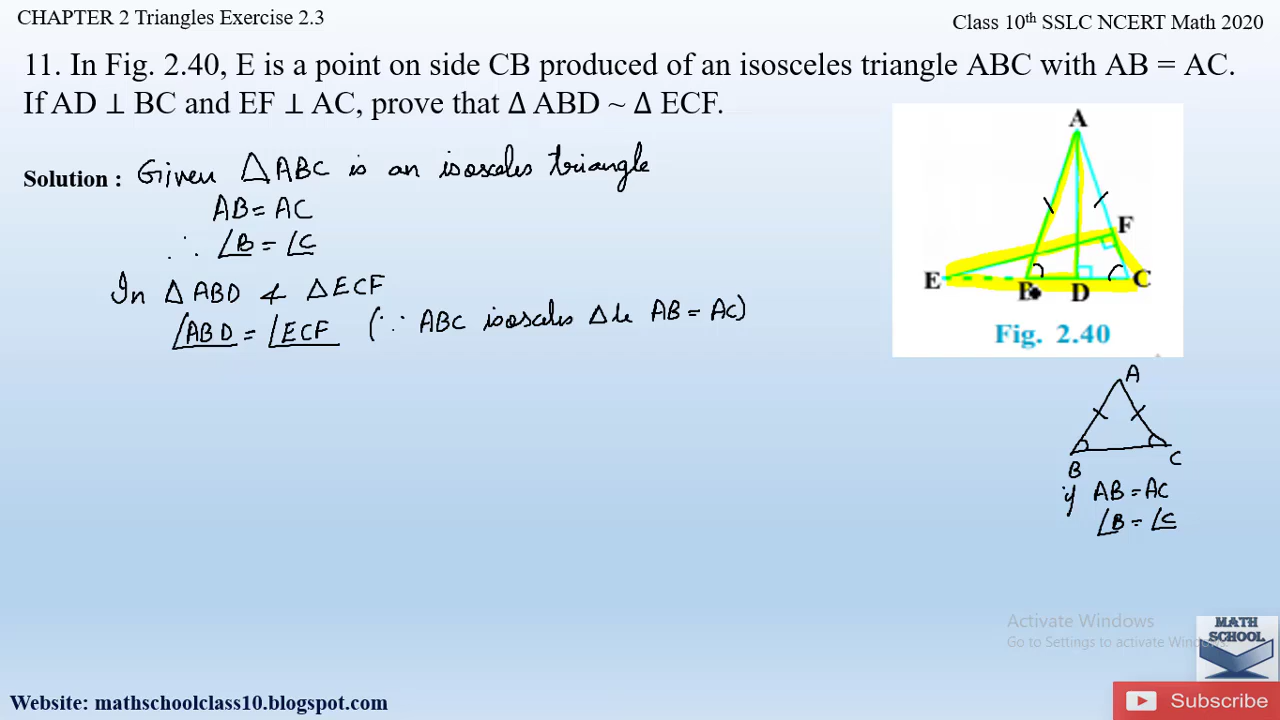 CHAPTER 2 Triangles Exercise 2.3
Class 10th SSLC NCERT Math 2020
11. In Fig. 2.40, E is a point on side CB produced of an isosceles triangle ABC with AB = AC.
If AD ⊥ BC and EF ⊥ AC, prove that Δ ABD ~ Δ ECF.
Solution : Given △ABC is an isosceles triangle
AB = AC
∴ ∠B = ∠C
In △ABD & △ECF
∠ABD = ∠ECF (∵ ABC isosceles Δle AB = AC)
A
F
E
B
D
C
Fig. 2.40
A
B
C
if AB = AC
∠B = ∠C
Activate Windows
Go to Settings to activate Windows.
MATH
SCHOOL
Website: mathschoolclass10.blogspot.com
Subscribe